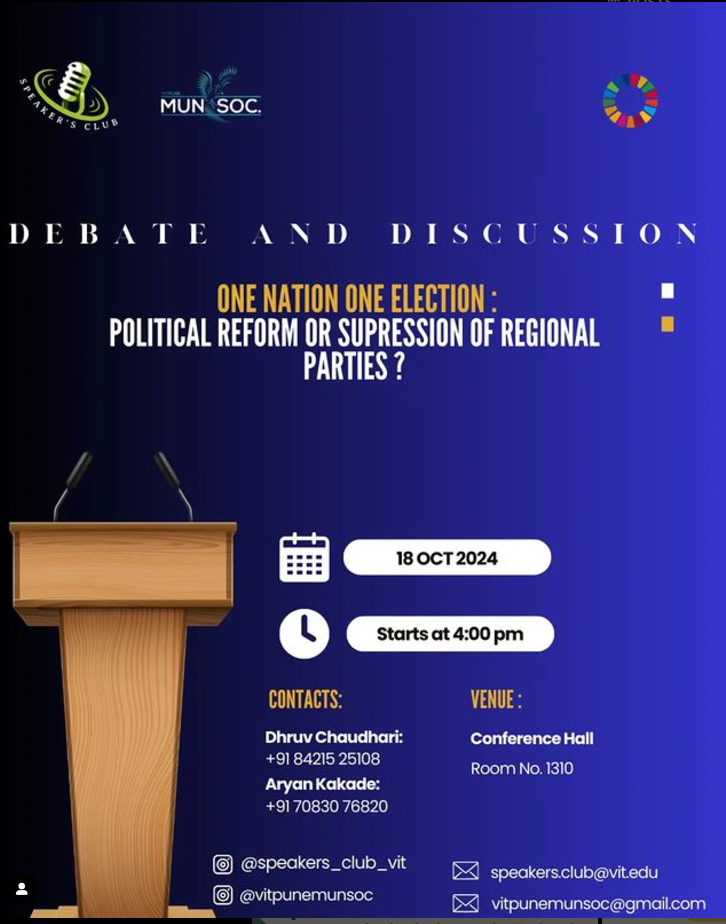 SPEAKER'S CLUB
MUN SOC.
DEBATE AND DISCUSSION
ONE NATION ONE ELECTION :
POLITICAL REFORM OR SUPRESSION OF REGIONAL
PARTIES ?
18 OCT 2024
Starts at 4:00 pm
CONTACTS:
Dhruv Chaudhari:
+91 84215 25108
Aryan Kakade:
+91 70830 76820
VENUE :
Conference Hall
Room No. 1310
@speakers_club_vit
@vitpunemunsoc
speakers.club@vit.edu
vitpunemunsoc@gmail.com